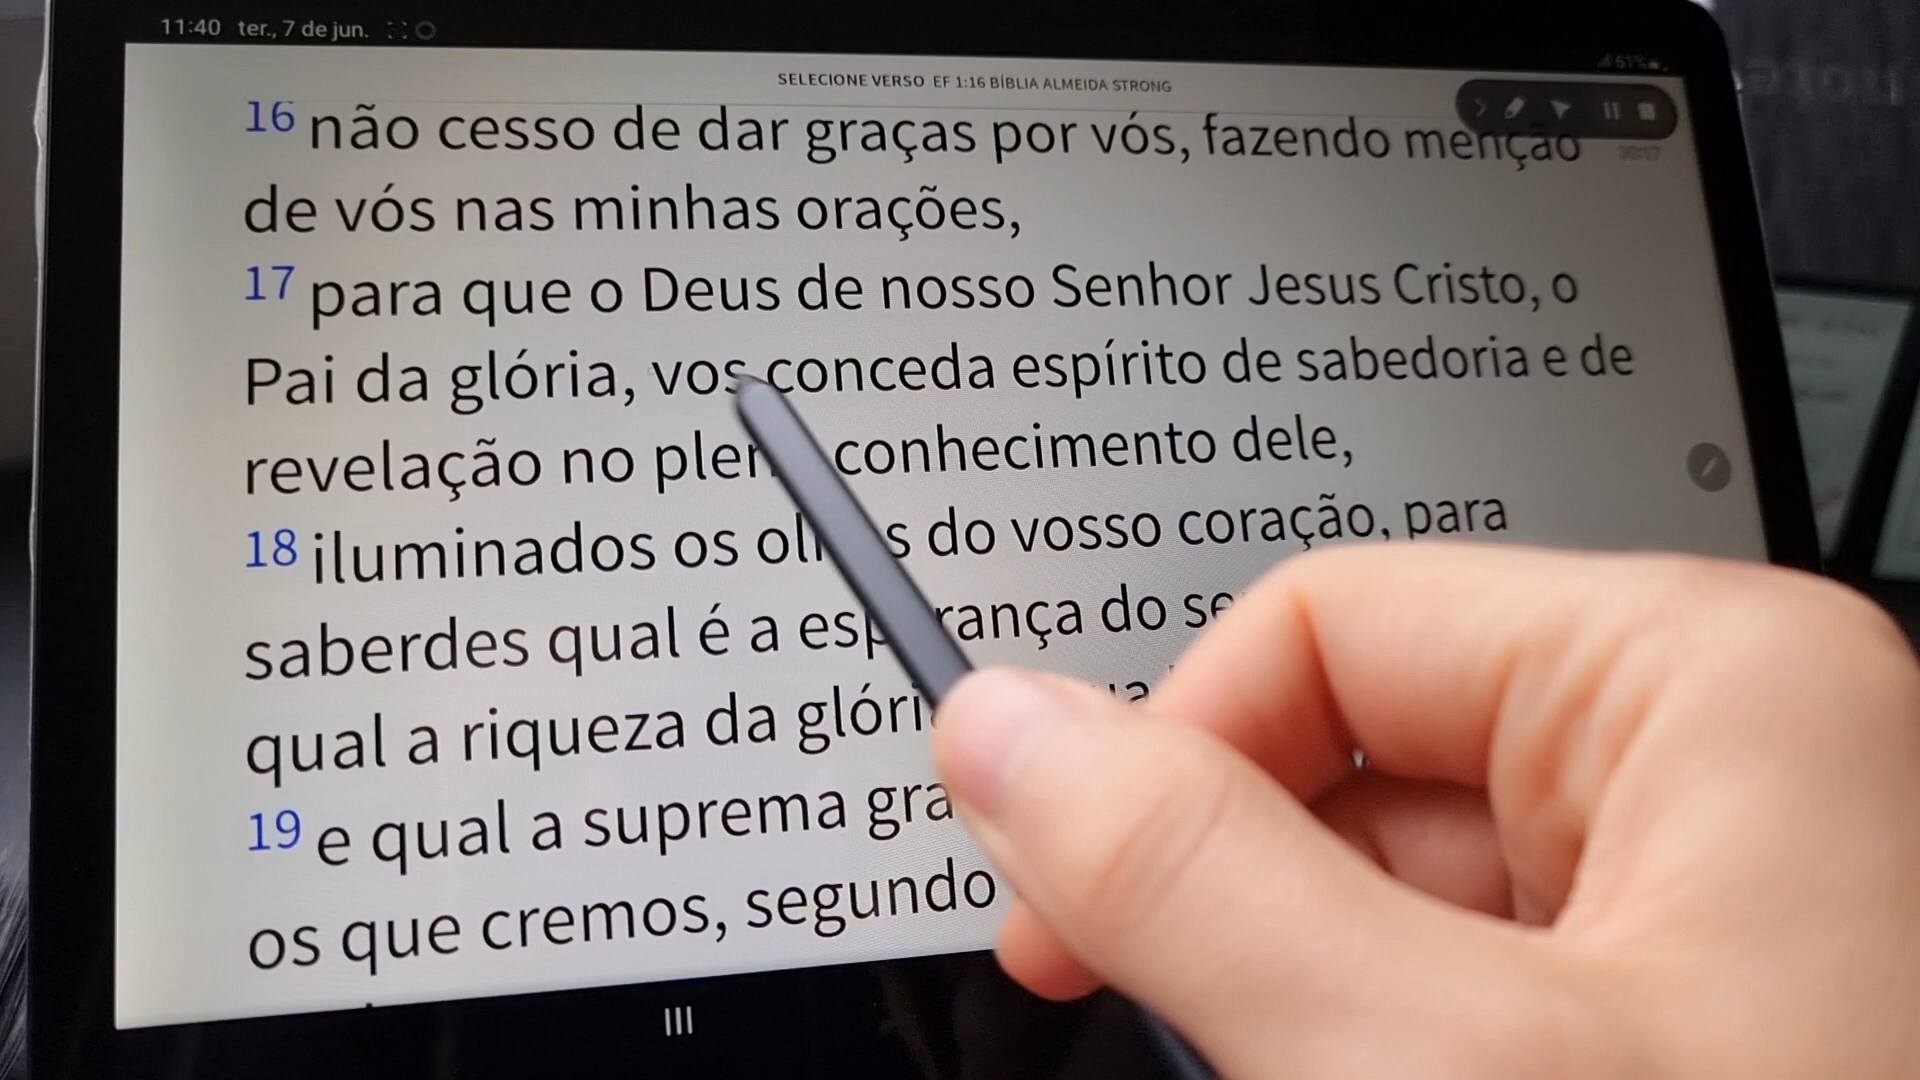 11:40 ter., 7 de jun.
61%
SELECIONE VERSO EF 1:16 BÍBLIA ALMEIDA STRONG
16 não cesso de dar graças por vós, fazendo menção
de vós nas minhas orações,
17 para que o Deus de nosso Senhor Jesus Cristo, o
Pai da glória, vos conceda espírito de sabedoria e de
revelação no conhecimento dele,
18 iluminados os do vosso coração, para
saberdes qual é a do
qual a riqueza da
19 e qual a suprema
os que cremos, segundo